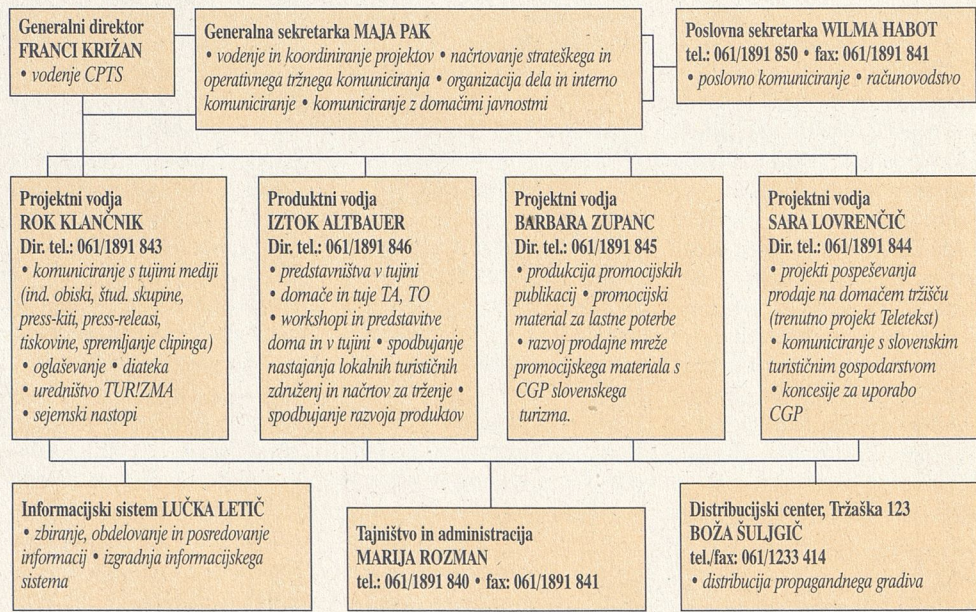 Generalni direktor
FRANCI KRIŽAN
• vodenje CPTS
Generalna sekretarka MAJA PAK
• vodenje in koordiniranje projektov • načrtovanje strateškega in
operativnega tržnega komuniciranja • organizacija dela in interno
komuniciranje • komuniciranje z domačimi javnostmi
Poslovna sekretarka WILMA HABOT
tel.: 061/1891 850 • fax: 061/1891 841
• poslovno komuniciranje • računovodstvo
Projektni vodja
ROK KLANČNIK
Dir. tel.: 061/1891 843
• komuniciranje s tujimi mediji
(ind. obiski, štud. skupine,
press-kiti, press-releasi,
tiskovine, spremljanje clipinga)
• oglaševanje • diateka
• uredništvo TUR!ZMA
• sejemski nastopi
Produktni vodja
IZTOK ALTBAUER
Dir. tel.: 061/1891 846
• predstavništva v tujini
• domače in tuje TA, TO
• workshopi in predstavitve
doma in v tujini • spodbujanje
nastajanja lokalnih turističnih
združenj in načrtov za trženje •
spodbujanje razvoja produktov
Projektni vodja
BARBARA ZUPANC
Dir. tel.: 061/1891 845
• produkcija promocijskih
publikacij • promocijski
material za lastne poterbe
• razvoj prodajne mreže
promocijskega materiala s
CGP slovenskega
turizma.
Projektni vodja
SARA LOVRENČIČ
Dir. tel.: 061/1891 844
• projekti pospeševanja
prodaje na domačem tržišču
(trenutno projekt Teletekst)
• komuniciranje s slovenskim
turističnim gospodarstvom
• koncesije za uporabo
CGP
Informacijski sistem LUČKA LETIČ
• zbiranje, obdelovanje in posredovanje
informacij • izgradnja informacijskega
sistema
Tajništvo in administracija
MARIJA ROZMAN
tel.: 061/1891 840 • fax: 061/1891 841
Distribucijski center, Tržaška 123
BOŽA ŠULJGIČ
tel./fax: 061/1233 414
• distribucija propagandnega gradiva